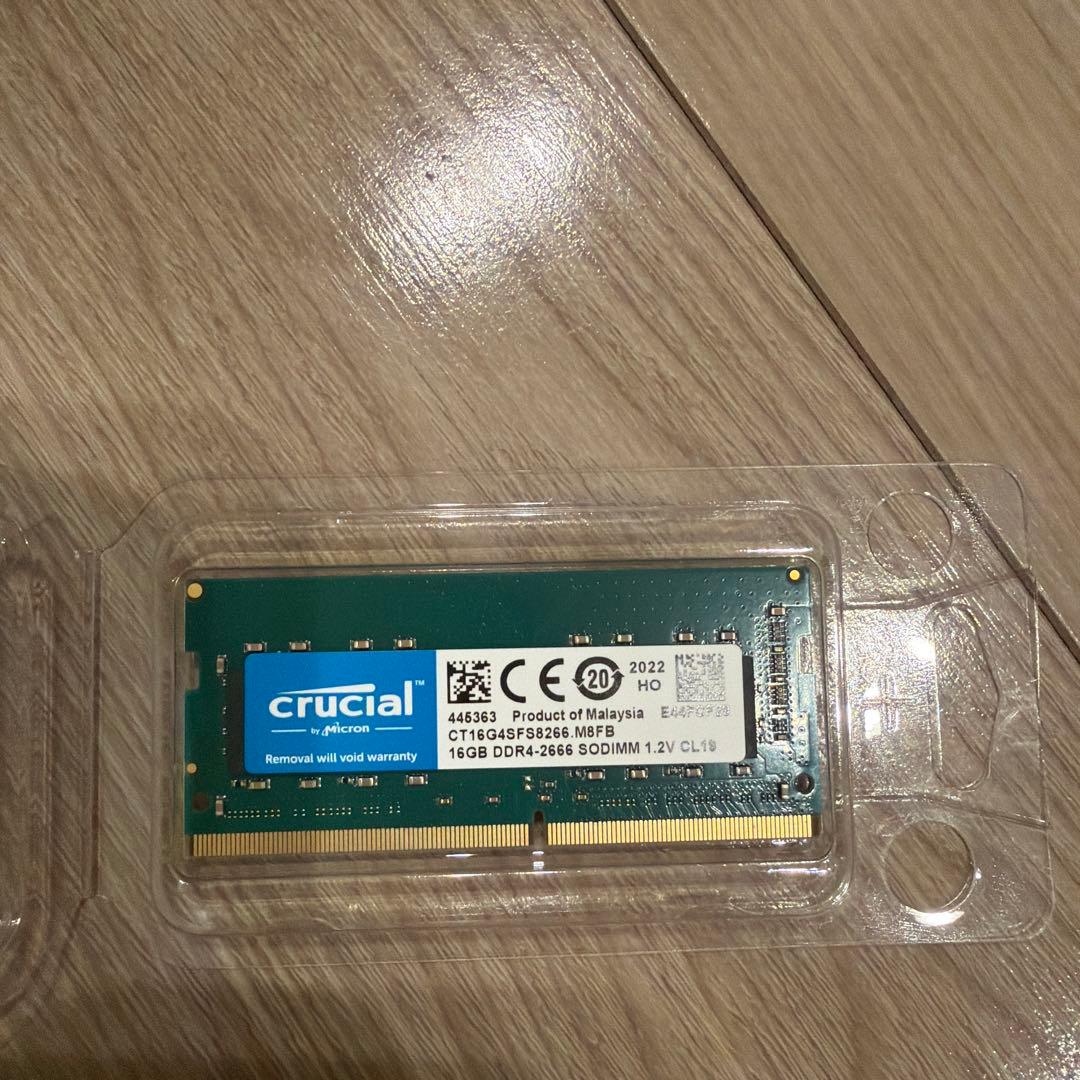 crucial™
by Micron
Removal will void warranty
CE 20 2022
HO
445363 Product of Malaysia
CT16G4SFS8266.M8FB
16GB DDR4-2666 SODIMM 1.2V CL19